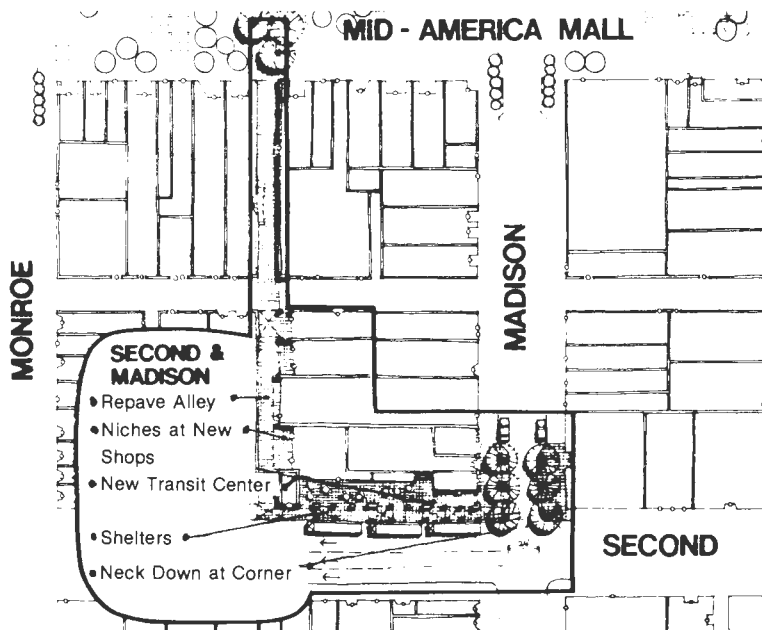 MID - AMERICA MALL
MONROE
MADISON
SECOND &
MADISON
• Repave Alley
• Niches at New
Shops
• New Transit Center
• Shelters
• Neck Down at Corner
SECOND